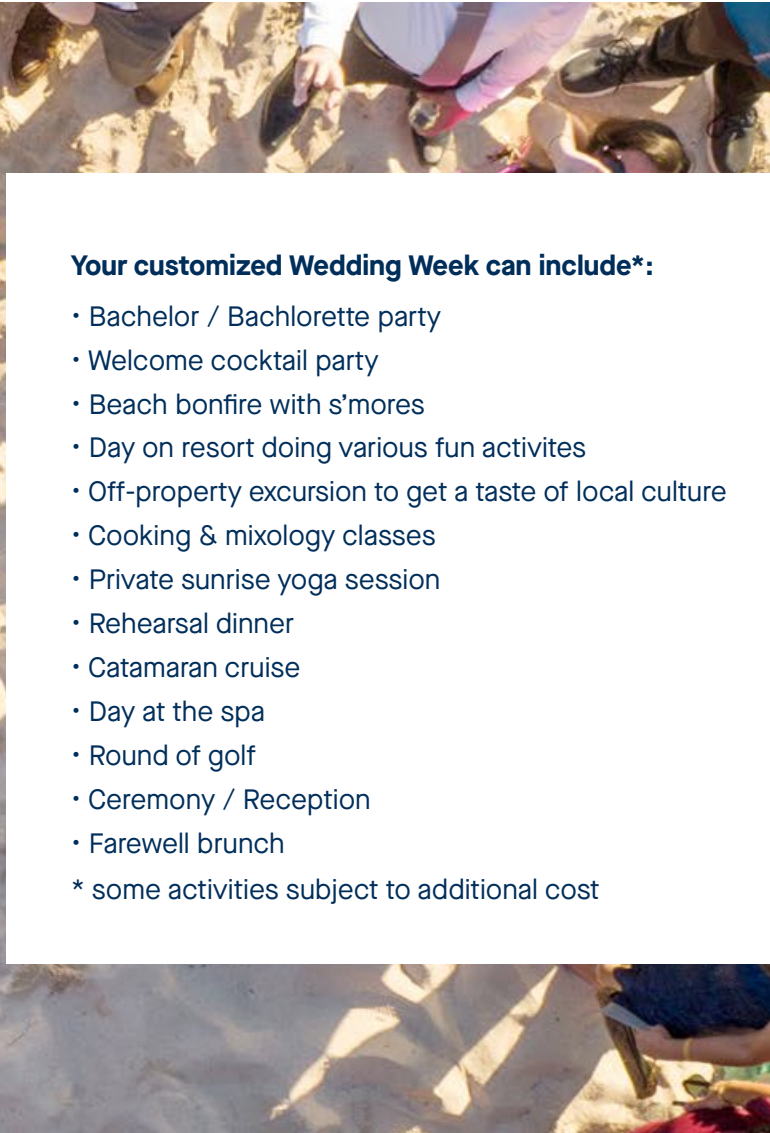 Your customized Wedding Week can include*:
· Bachelor / Bachlorette party
· Welcome cocktail party
· Beach bonfire with s’mores
· Day on resort doing various fun activites
· Off-property excursion to get a taste of local culture
· Cooking & mixology classes
· Private sunrise yoga session
· Rehearsal dinner
· Catamaran cruise
· Day at the spa
· Round of golf
· Ceremony / Reception
· Farewell brunch
* some activities subject to additional cost